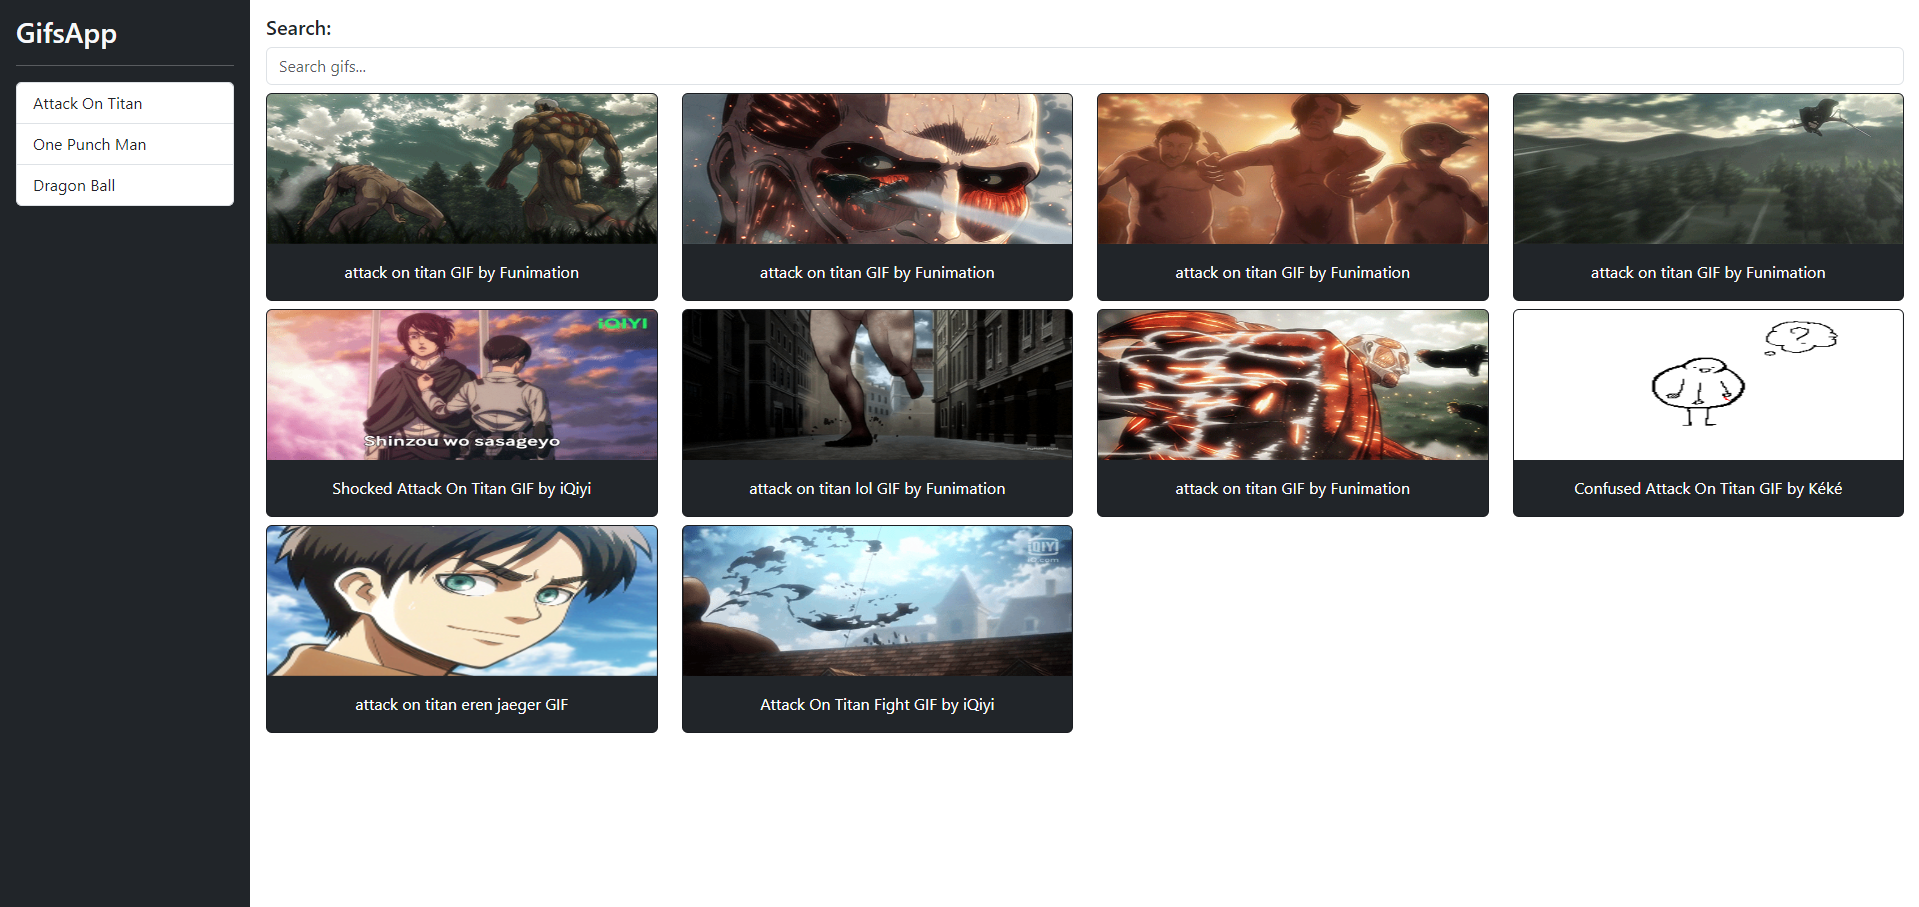 GifsApp
Attack On Titan
One Punch Man
Dragon Ball
Search:
Search gifs...
attack on titan GIF by Funimation
attack on titan GIF by Funimation
attack on titan GIF by Funimation
attack on titan GIF by Funimation
iQIYI
Shinzou wo sasageyo
Shocked Attack On Titan GIF by iQiyi
attack on titan lol GIF by Funimation
attack on titan GIF by Funimation
?
Confused Attack On Titan GIF by Kéké
attack on titan eren jaeger GIF
QIYI
Attack On Titan Fight GIF by iQiyi